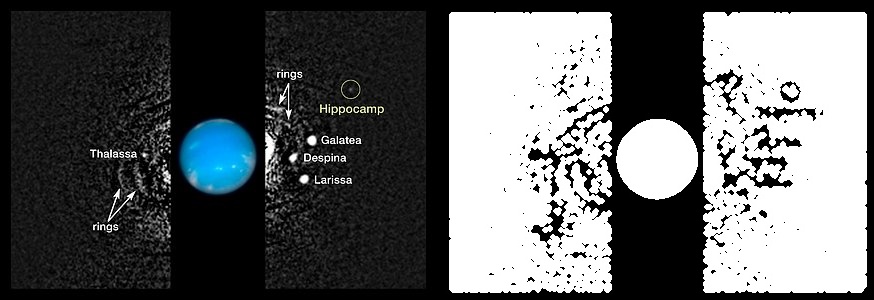 rings
Hippocamp
Galatea
Thalassa
Despina
Larissa
rings